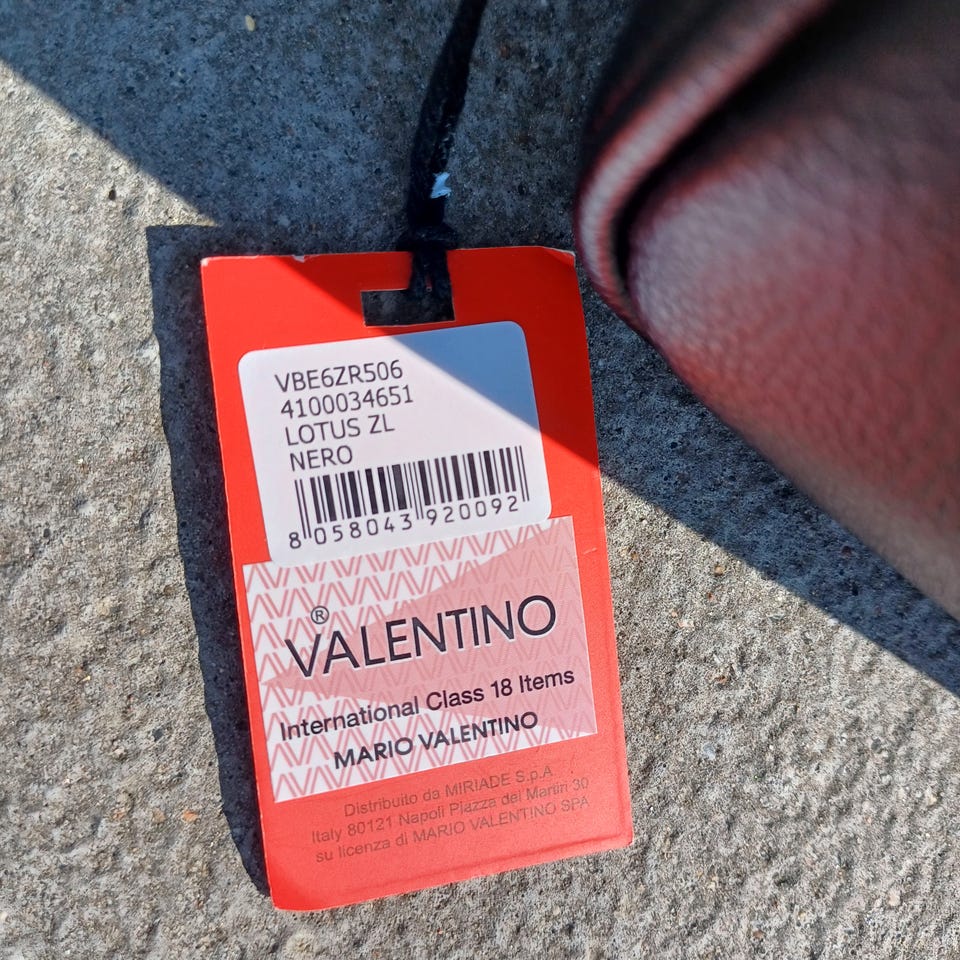 VBE6ZR506
4100034651
LOTUS ZL
NERO
8 058043 920092
VALENTINO®
International Class 18 Items
MARIO VALENTINO
Distribuito da MIRIADE S.p.A.
Italy 80121 Napoli Piazza dei Martiri 30
su licenza di MARIO VALENTINO SPA